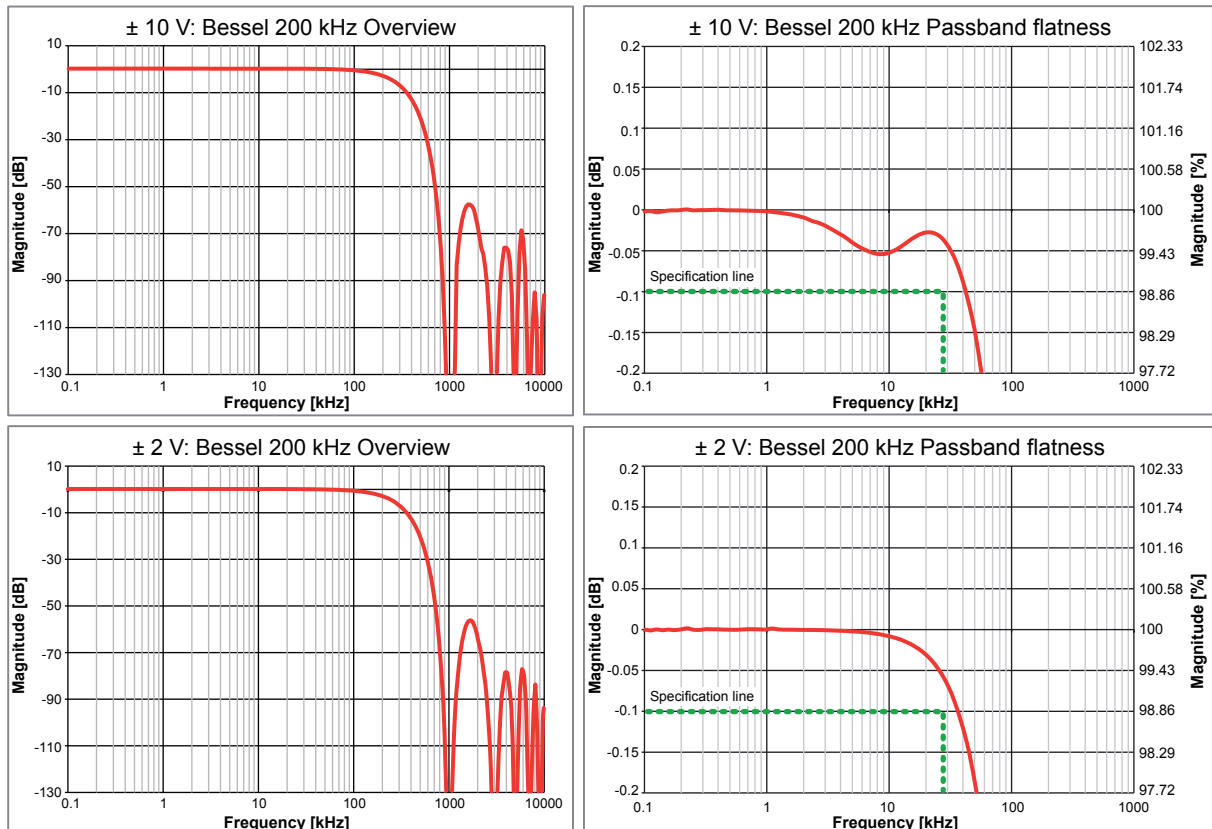 ± 10 V: Bessel 200 kHz Overview
Magnitude [dB]
10
-10
-30
-50
-70
-90
-110
-130
0.1 1 10 100 1000 10000
Frequency [kHz]
± 10 V: Bessel 200 kHz Passband flatness
Magnitude [dB]
0.2
0.15
0.1
0.05
0
-0.05
-0.1
-0.15
-0.2
Specification line
102.33
101.74
101.16
100.58
100
99.43
98.86
98.29
97.72
Magnitude [%]
0.1 1 10 100 1000
Frequency [kHz]
± 2 V: Bessel 200 kHz Overview
Magnitude [dB]
10
-10
-30
-50
-70
-90
-110
-130
0.1 1 10 100 1000 10000
Frequency [kHz]
± 2 V: Bessel 200 kHz Passband flatness
Magnitude [dB]
0.2
0.15
0.1
0.05
0
-0.05
-0.1
-0.15
-0.2
Specification line
102.33
101.74
101.16
100.58
100
99.43
98.86
98.29
97.72
Magnitude [%]
0.1 1 10 100 1000
Frequency [kHz]